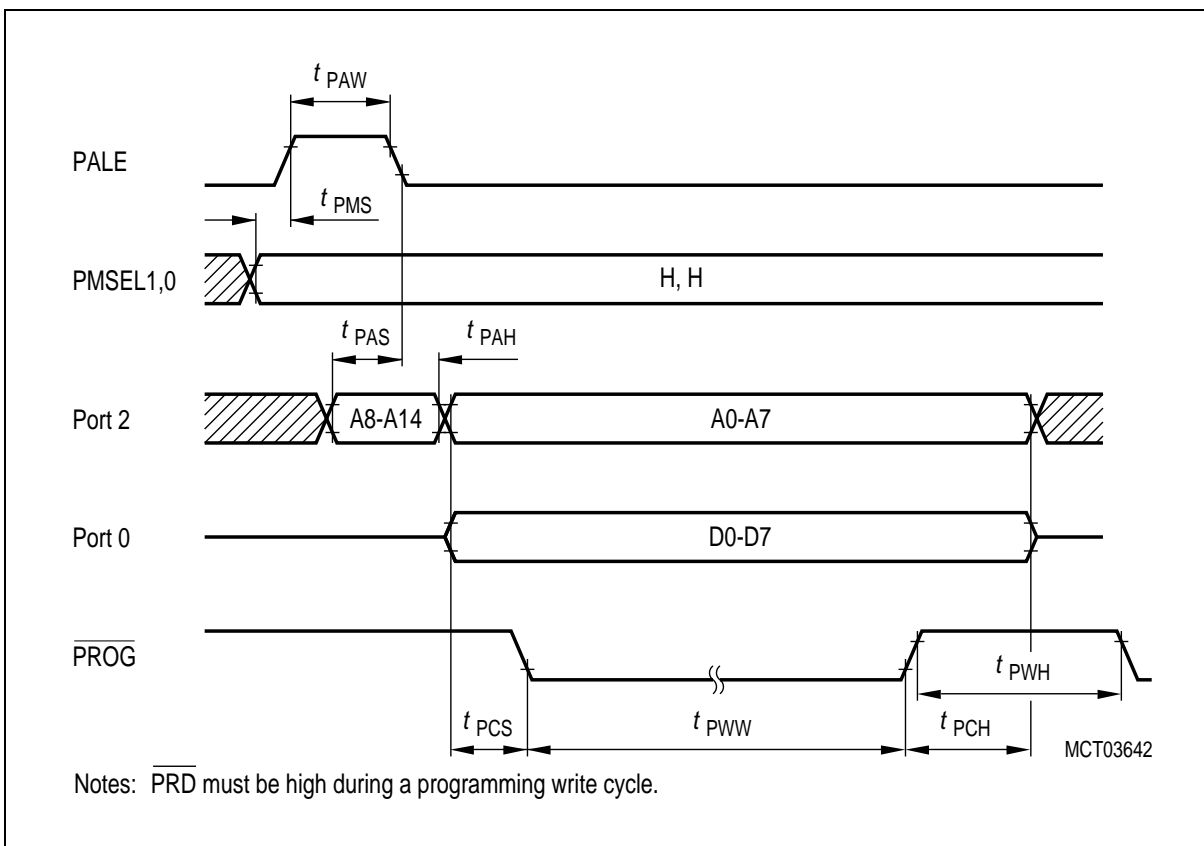 t PAW
PALE
t PMS
PMSEL1,0
H, H
t PAS
t PAH
Port 2
A8-A14
A0-A7
Port 0
D0-D7
PROG
t PWH
t PCS
t PWW
t PCH
MCT03642
Notes: PRD must be high during a programming write cycle.